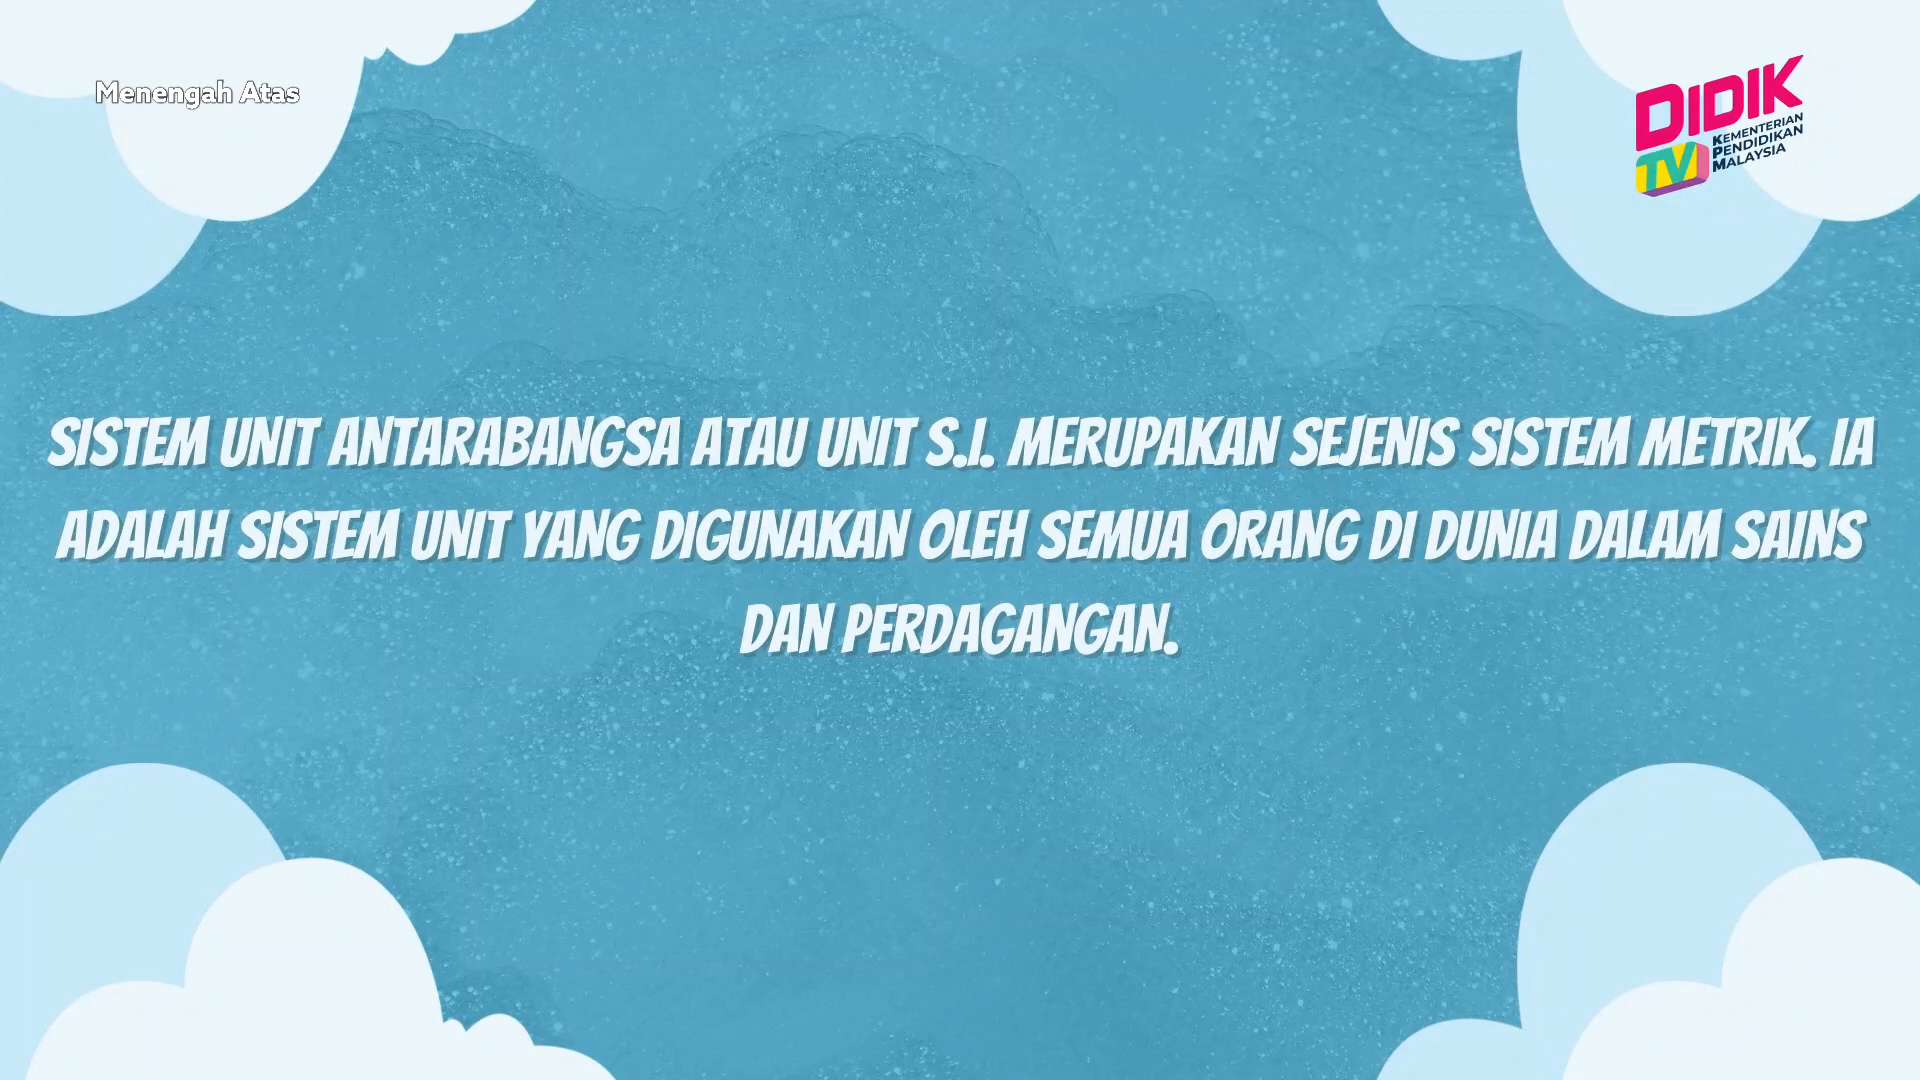 Menengah Atas
DIDIK
TV
KEMENTERIAN
PENDIDIKAN
MALAYSIA
SISTEM UNIT ANTARABANGSA ATAU UNIT S.I. MERUPAKAN SEJENIS SISTEM METRIK. IA
ADALAH SISTEM UNIT YANG DIGUNAKAN OLEH SEMUA ORANG DI DUNIA DALAM SAINS
DAN PERDAGANGAN.